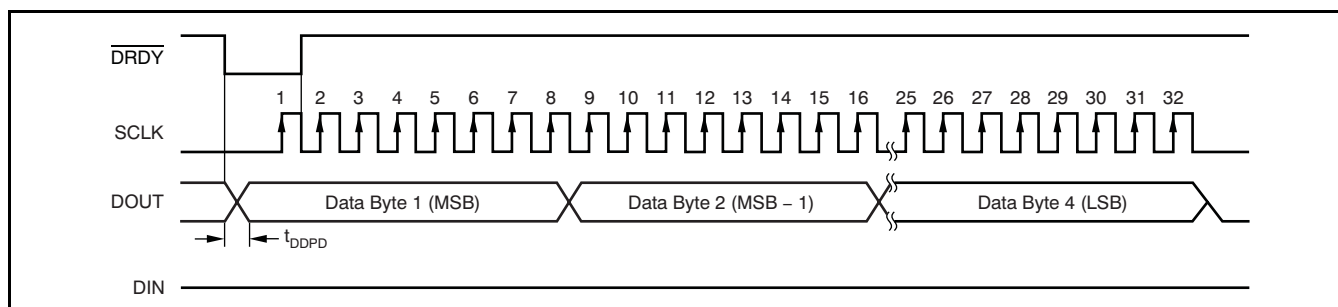 DRDY
1 2 3 4 5 6 7 8 9 10 11 12 13 14 15 16 25 26 27 28 29 30 31 32
SCLK
DOUT Data Byte 1 (MSB) Data Byte 2 (MSB − 1) Data Byte 4 (LSB)
tDDPD
DIN